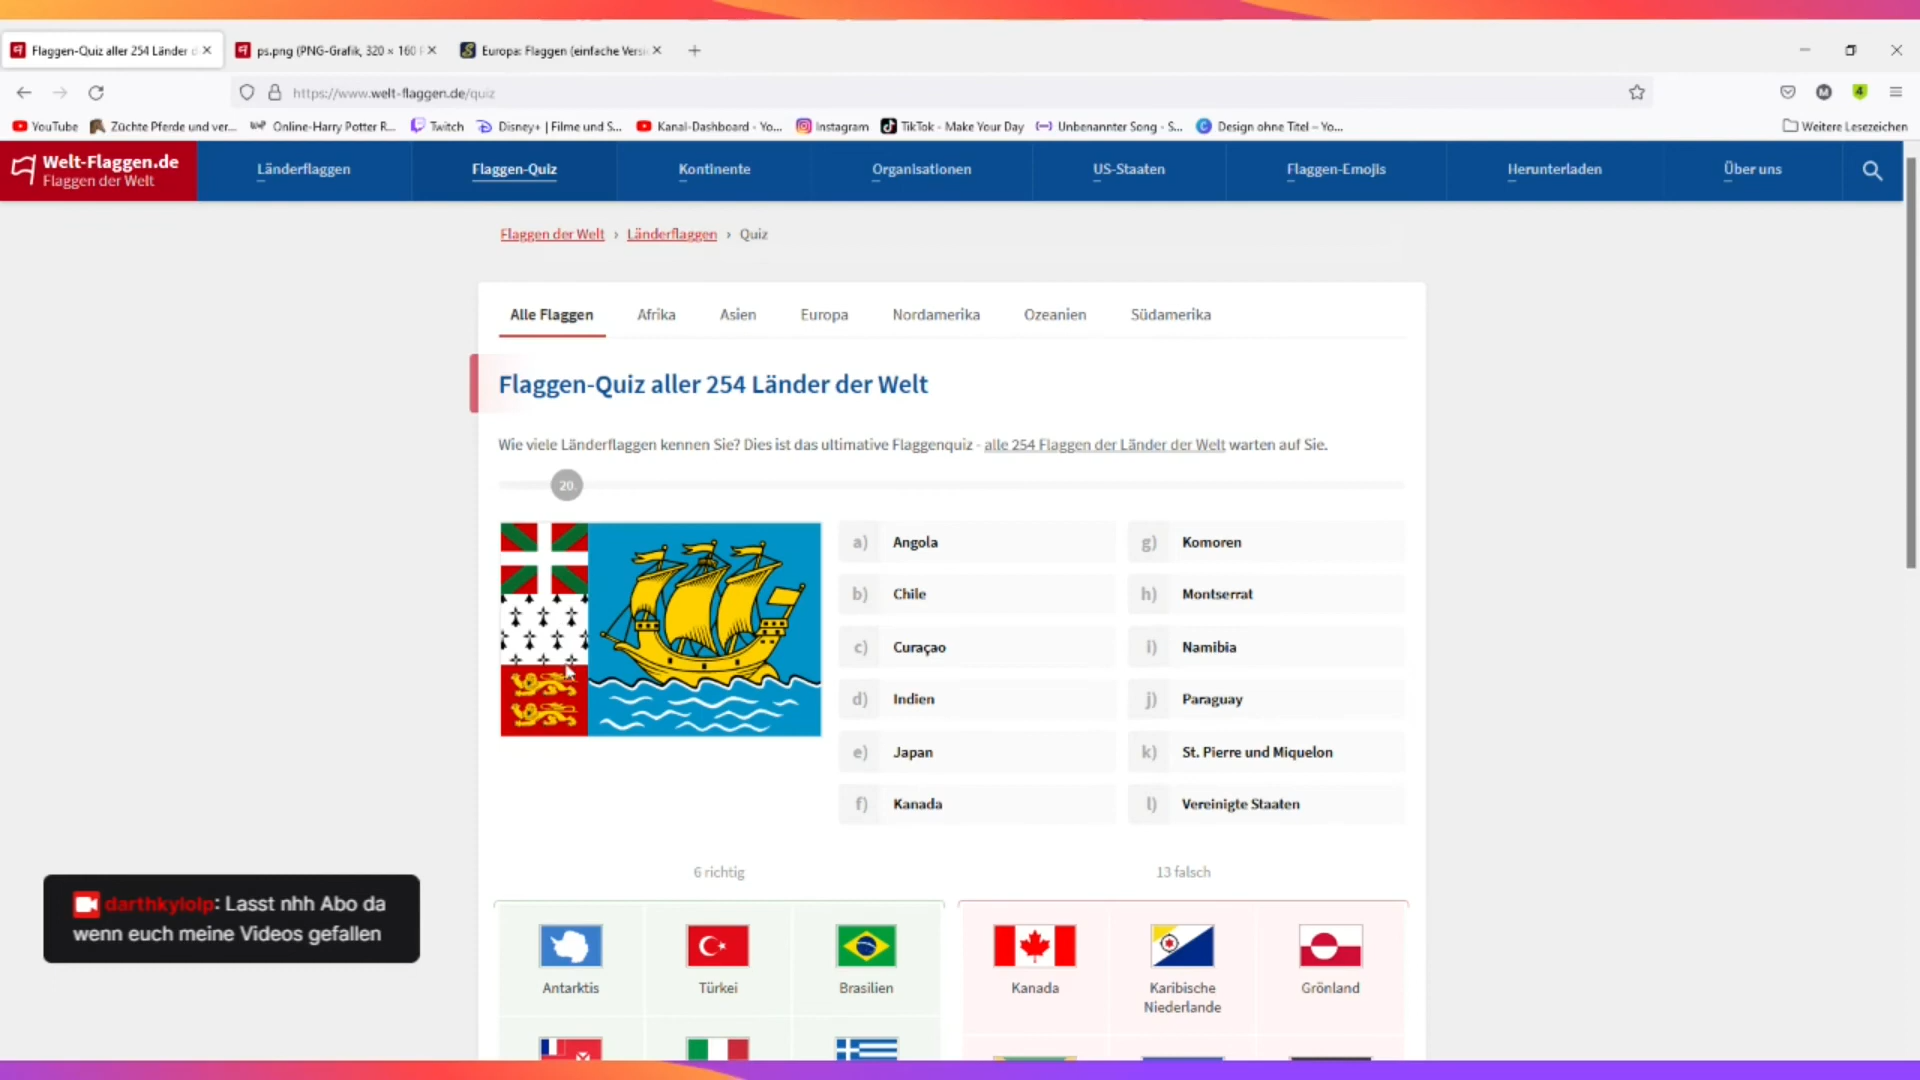 Flaggen-Quiz aller 254 Länder d
ps.png (PNG-Grafik, 320 × 160 P
Europa: Flaggen (einfache Versi
https://www.welt-flaggen.de/quiz
4
YouTube
Züchte Pferde und ver...
Online-Harry Potter R...
Twitch
Disney+ | Filme und S...
Kanal-Dashboard - Yo...
Instagram
TikTok - Make Your Day
Unbenannter Song - S...
Design ohne Titel – Yo...
Weitere Lesezeichen
Welt-Flaggen.de
Flaggen der Welt
Länderflaggen
Flaggen-Quiz
Kontinente
Organisationen
US-Staaten
Flaggen-Emojis
Herunterladen
Über uns
Flaggen der Welt › Länderflaggen › Quiz
Alle Flaggen
Afrika
Asien
Europa
Nordamerika
Ozeanien
Südamerika
Flaggen-Quiz aller 254 Länder der Welt
Wie viele Länderflaggen kennen Sie? Dies ist das ultimative Flaggenquiz - alle 254 Flaggen der Länder der Welt warten auf Sie.
20.
a) Angola
b) Chile
c) Curaçao
d) Indien
e) Japan
f) Kanada
g) Komoren
h) Montserrat
i) Namibia
j) Paraguay
k) St. Pierre und Miquelon
l) Vereinigte Staaten
6 richtig
13 falsch
Antarktis
Türkei
Brasilien
Kanada
Karibische
Niederlande
Grönland
darthkylolp: Lasst nhh Abo da
wenn euch meine Videos gefallen